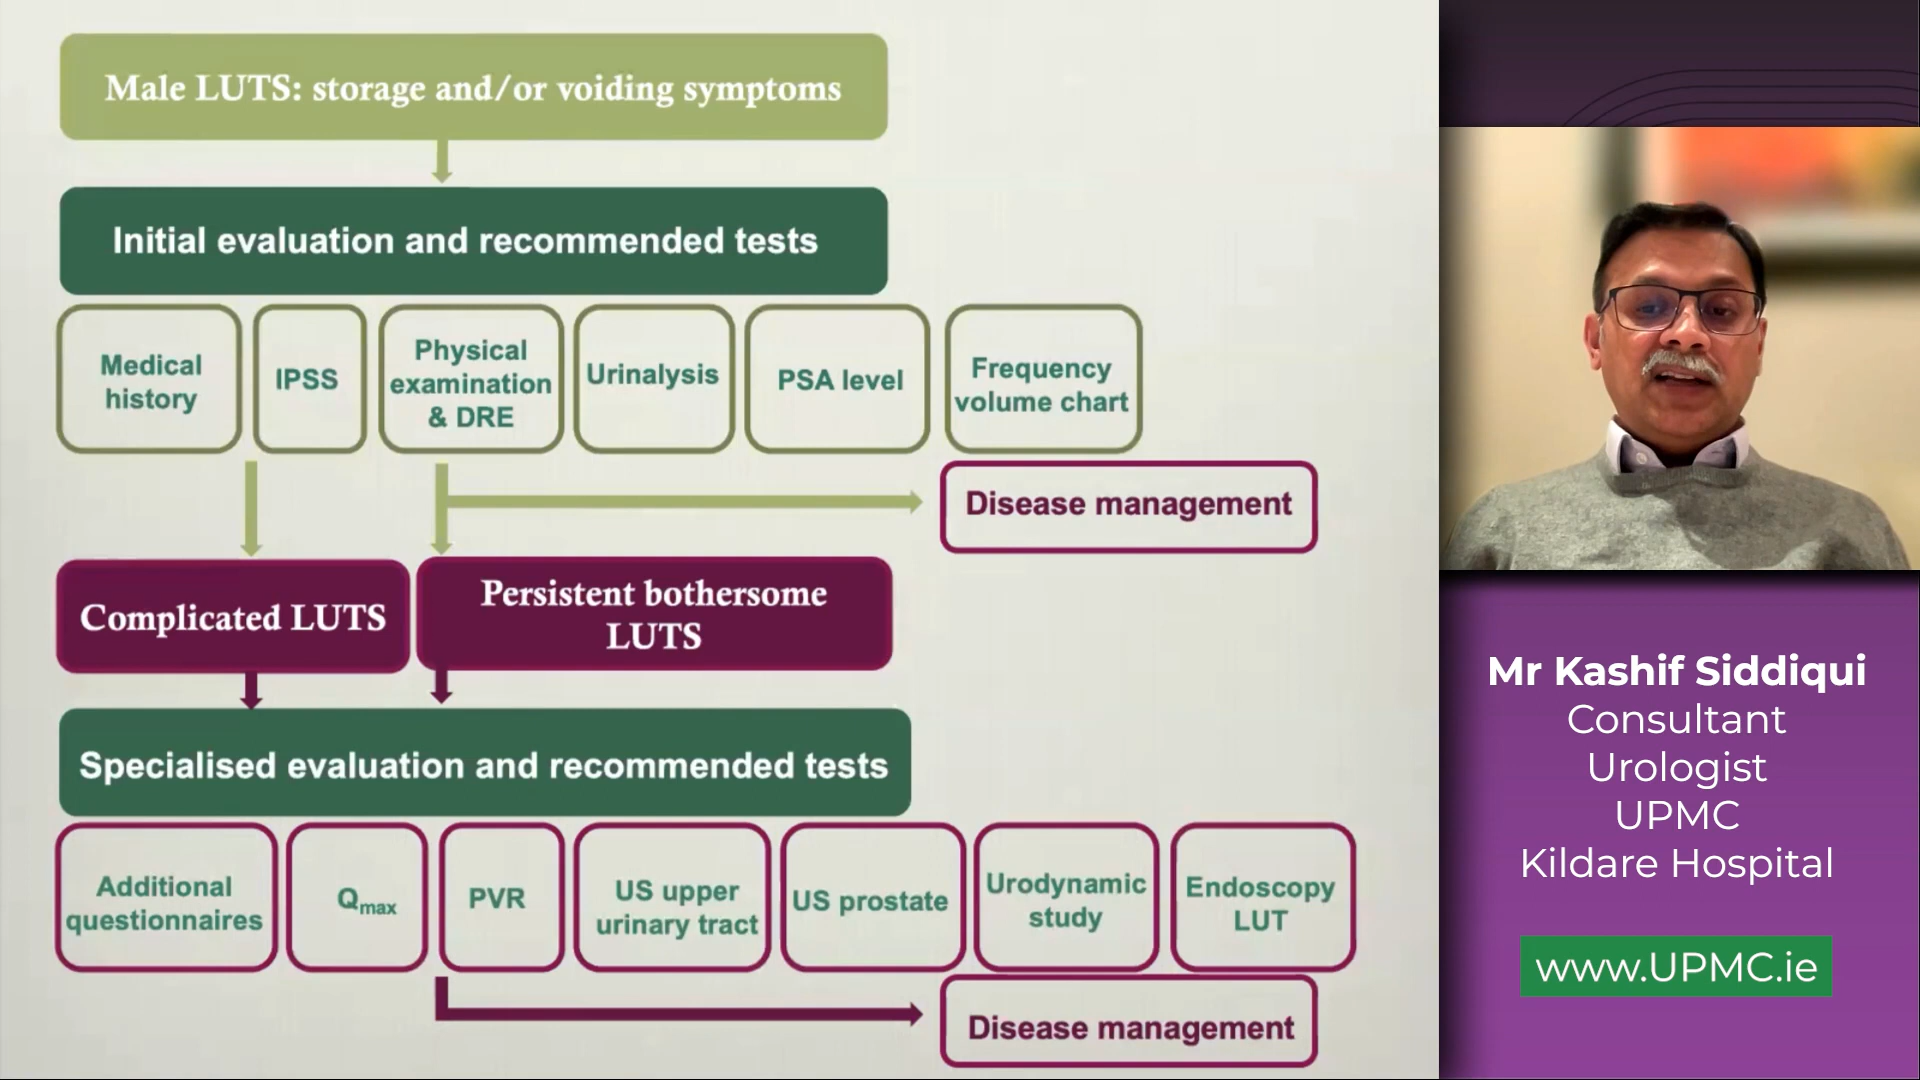 Male LUTS: storage and/or voiding symptoms
Initial evaluation and recommended tests
Medical
history
IPSS
Physical
examination
& DRE
Urinalysis
PSA level
Frequency
volume chart
Disease management
Complicated LUTS
Persistent bothersome
LUTS
Specialised evaluation and recommended tests
Additional
questionnaires
Qmax
PVR
US upper
urinary tract
US prostate
Urodynamic
study
Endoscopy
LUT
Disease management
Mr Kashif Siddiqui
Consultant
Urologist
UPMC
Kildare Hospital
www.UPMC.ie